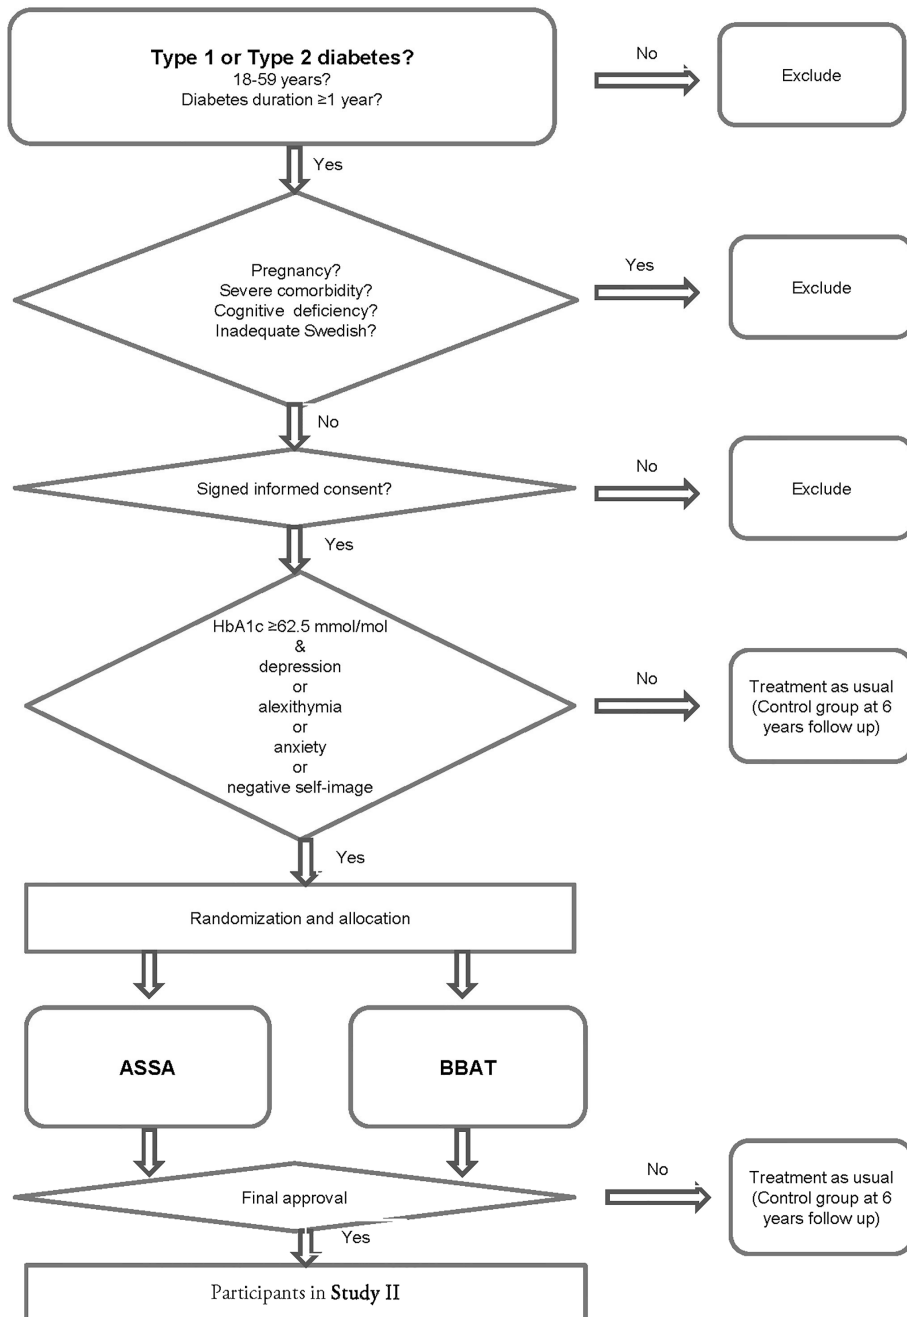 Type 1 or Type 2 diabetes?
18-59 years?
Diabetes duration ≥1 year?
No
Exclude
Yes
Pregnancy?
Severe comorbidity?
Cognitive deficiency?
Inadequate Swedish?
Yes
Exclude
No
Signed informed consent?
No
Exclude
Yes
HbA1c ≥62.5 mmol/mol
&
depression
or
alexithymia
or
anxiety
or
negative self-image
No
Treatment as usual
(Control group at 6
years follow up)
Yes
Randomization and allocation
ASSA
BBAT
Final approval
No
Treatment as usual
(Control group at 6
years follow up)
Yes
Participants in Study II